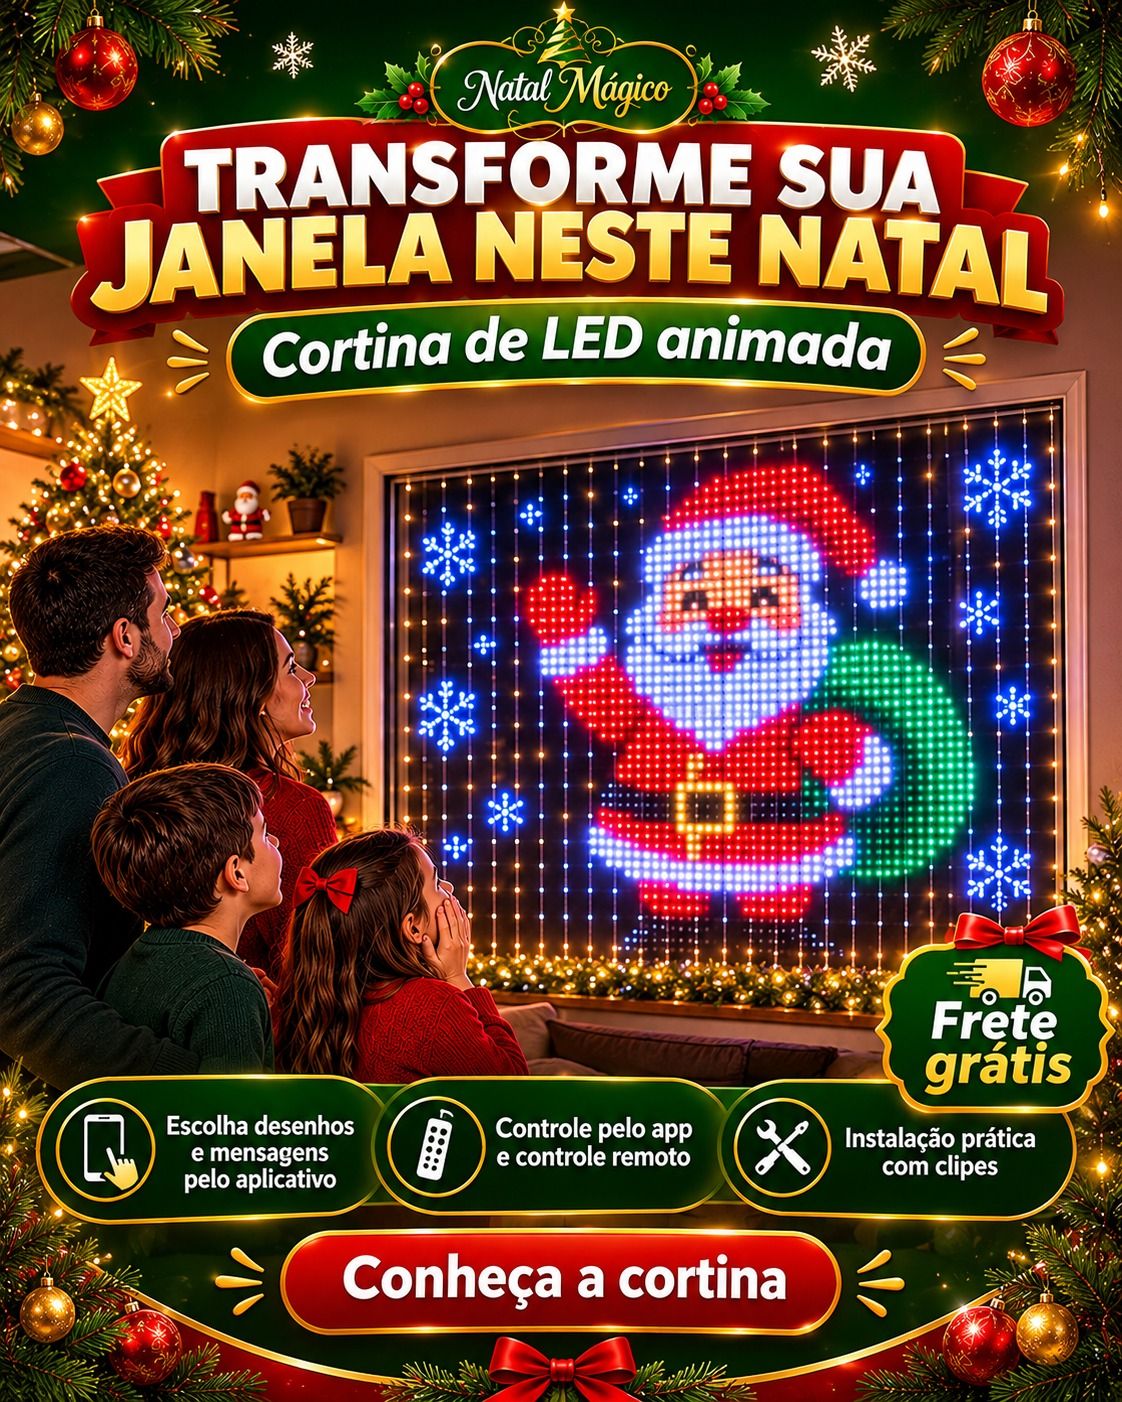 Natal Mágico
TRANSFORME SUA
JANELA NESTE NATAL
Cortina de LED animada
Frete
grátis
Escolha desenhos
e mensagens
pelo aplicativo
Controle pelo app
e controle remoto
Instalação prática
com clipes
Conheça a cortina